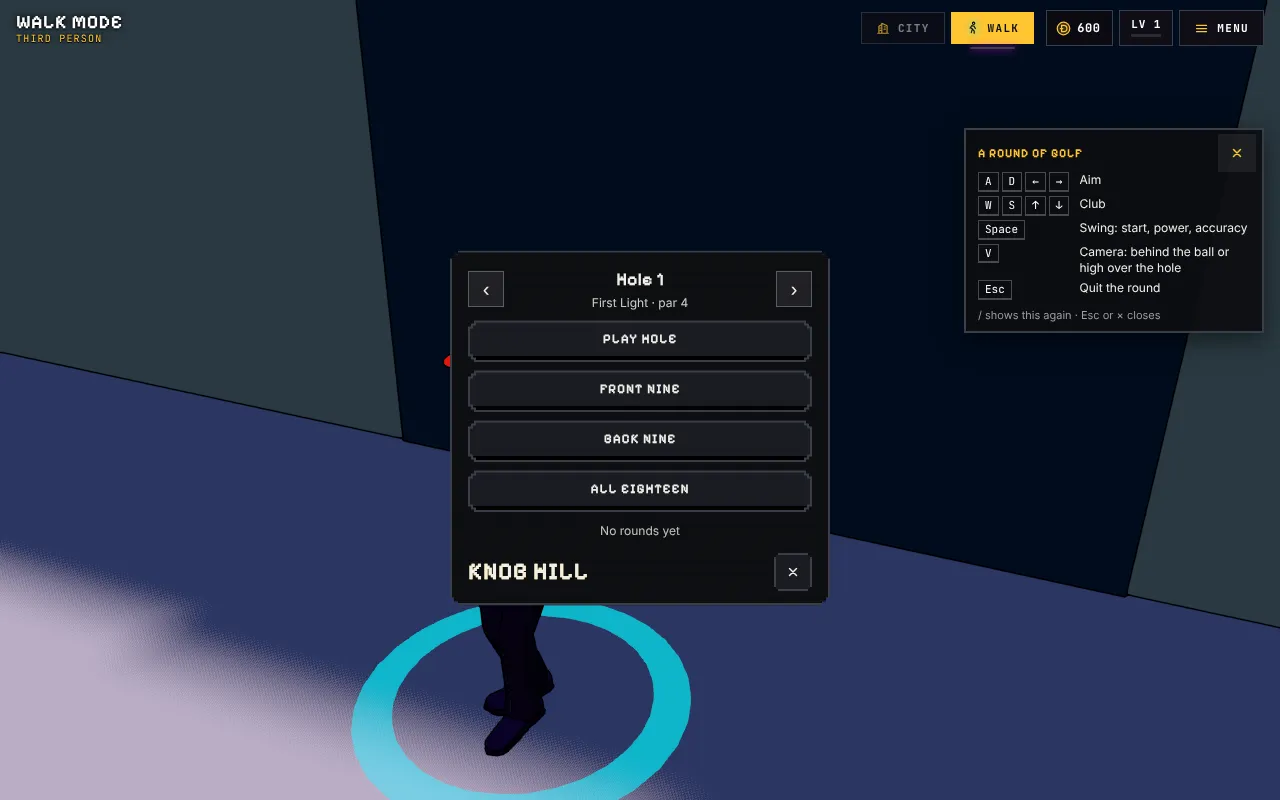 WALK MODE
THIRD PERSON
CITY
WALK
600
LV 1
MENU
A ROUND OF GOLF
×
A D ← → Aim
W S ↑ ↓ Club
Space Swing: start, power, accuracy
V Camera: behind the ball or
high over the hole
Esc Quit the round
/ shows this again · Esc or × closes
‹
Hole 1
›
First Light · par 4
PLAY HOLE
FRONT NINE
BACK NINE
ALL EIGHTEEN
No rounds yet
KNOB HILL
×